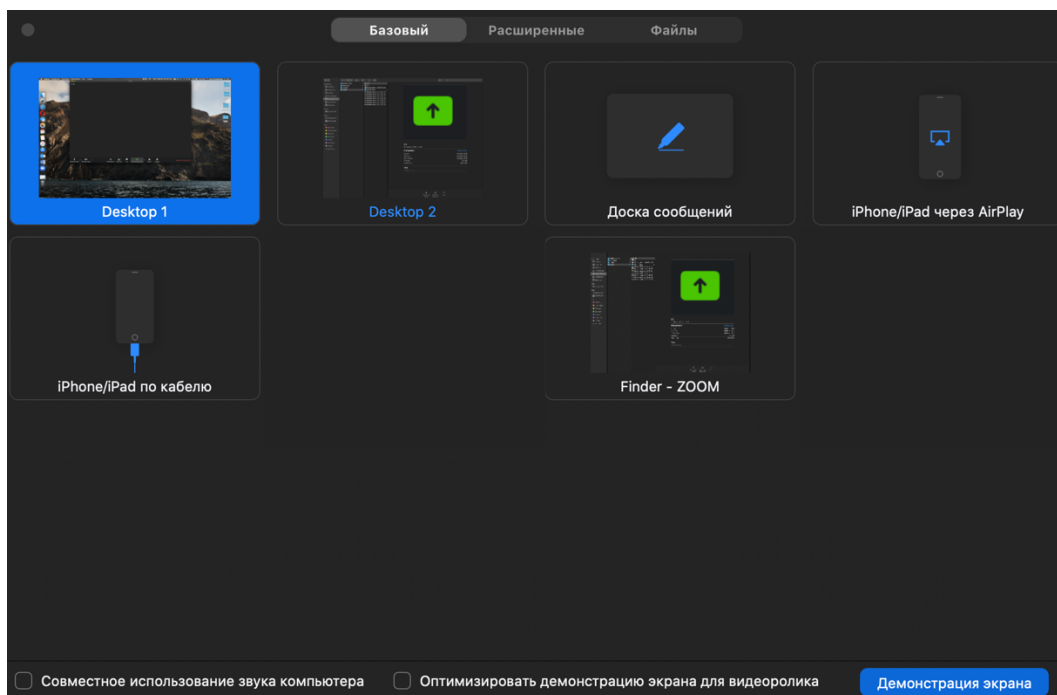 Базовый
Расширенные
Файлы
Desktop 1
Desktop 2
Доска сообщений
iPhone/iPad через AirPlay
iPhone/iPad по кабелю
Finder - ZOOM
Совместное использование звука компьютера
Оптимизировать демонстрацию экрана для видеоролика
Демонстрация экрана